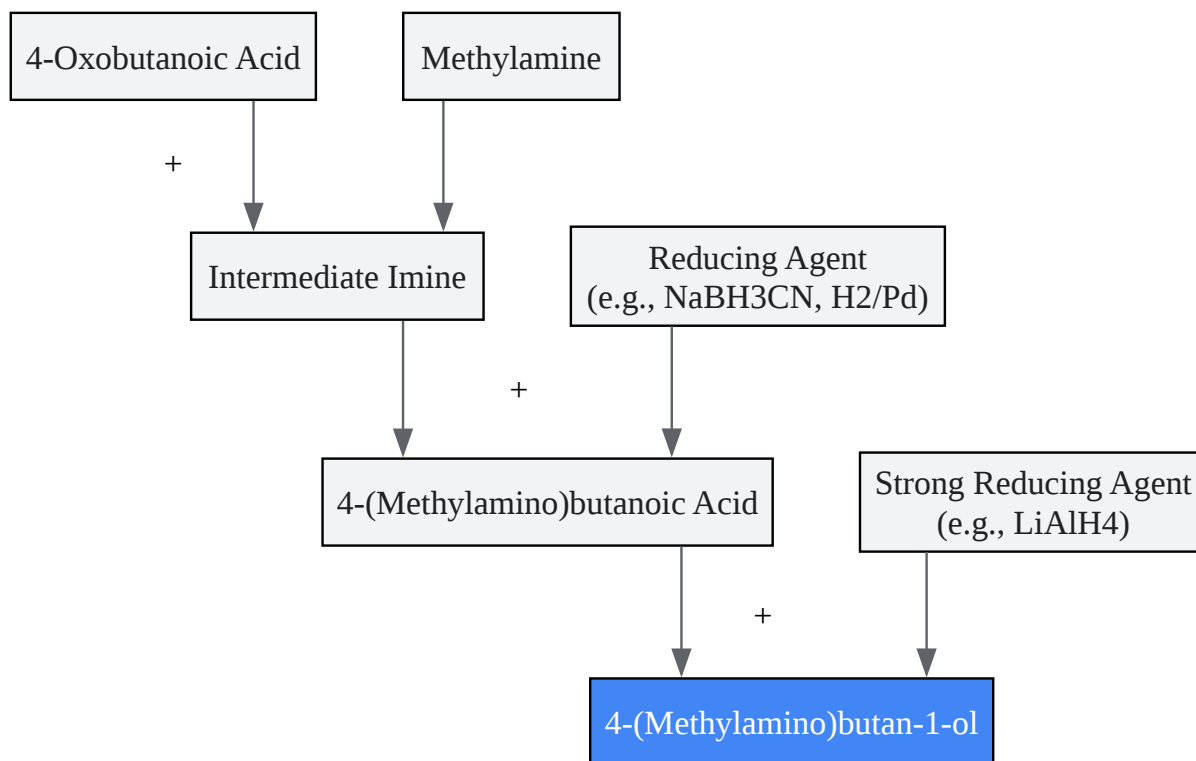 4-Oxobutanoic Acid
Methylamine
+
Intermediate Imine
Reducing Agent
(e.g., NaBH3CN, H2/Pd)
+
4-(Methylamino)butanoic Acid
Strong Reducing Agent
(e.g., LiAlH4)
+
4-(Methylamino)butan-1-ol